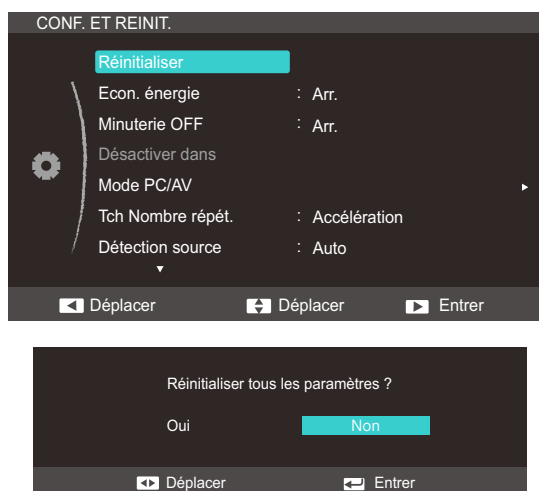 CONF. ET REINIT.
Réinitialiser
Econ. énergie : Arr.
Minuterie OFF : Arr.
Désactiver dans
Mode PC/AV
Tch Nombre répét. : Accélération
Détection source : Auto
Déplacer Déplacer Entrer
Réinitialiser tous les paramètres ?
Oui Non
Déplacer Entrer